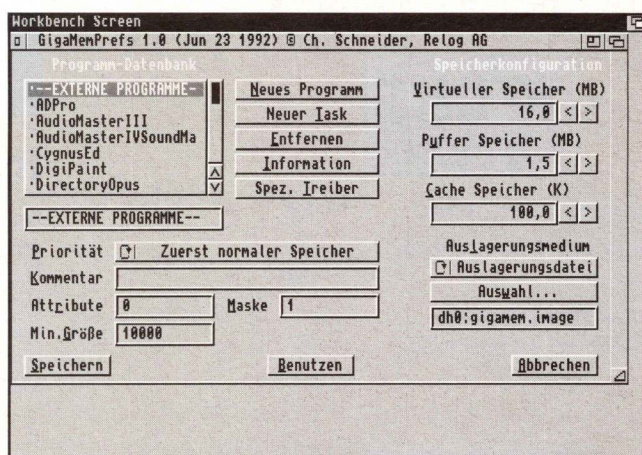 Workbench Screen
GigaMemPrefs 1.0 (Jun 23 1992) © Ch. Schneider, Relog AG
Programm-Datenbank
·--EXTERNE PROGRAMME-
·ADPro
·AudioMasterIII
·AudioMasterIVSoundMa
·CygnusEd
·DigiPaint
·DirectoryOpus
--EXTERNE PROGRAMME--
Neues Programm
Neuer Task
Entfernen
Information
Spez. Treiber
Speicherkonfiguration
Virtueller Speicher (MB)
16,0 < >
Puffer Speicher (MB)
1,5 < >
Cache Speicher (K)
100,0 < >
Priorität Zuerst normaler Speicher
Kommentar
Attribute 0 Maske 1
Min.Größe 10000
Auslagerungsmedium
Auslagerungsdatei
Auswahl...
dh0:gigamem.image
Speichern Benutzen Abbrechen